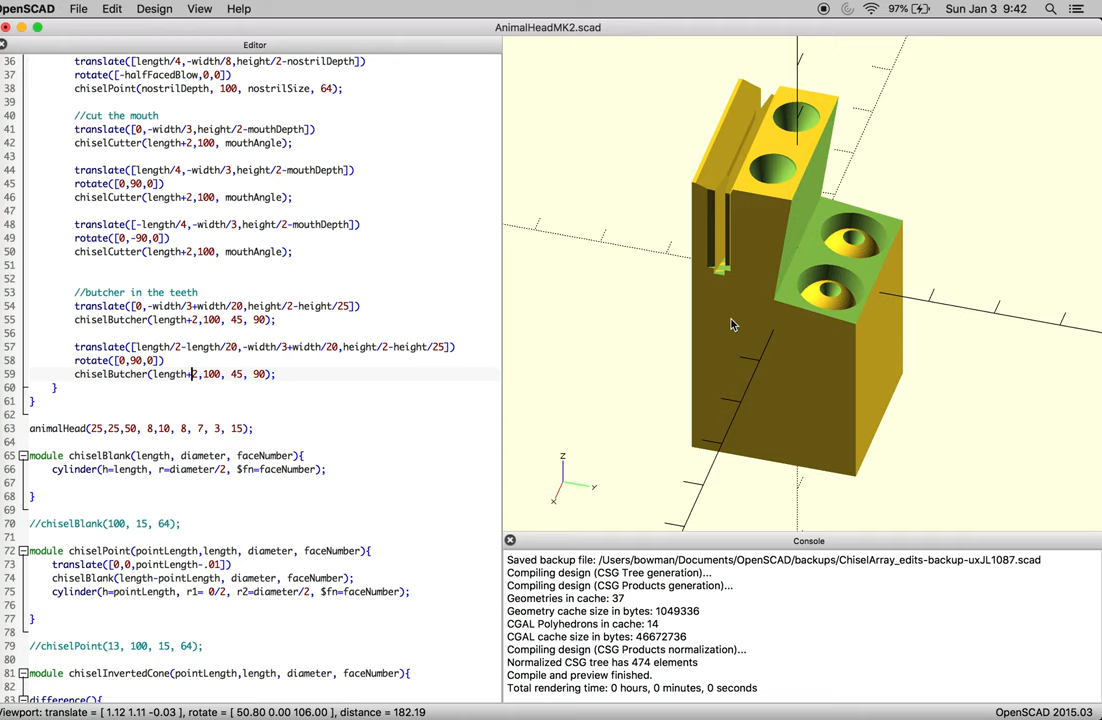 OpenSCAD File Edit Design View Help 97% Sun Jan 3 9:42
AnimalHeadMK2.scad
Editor
36 translate([length/4,-width/8,height/2-nostrilDepth])
37 rotate([-halfFacedBlow,0,0])
38 chiselPoint(nostrilDepth, 100, nostrilSize, 64);
39
40 //cut the mouth
41 translate([0,-width/3,height/2-mouthDepth])
42 chiselCutter(length+2,100, mouthAngle);
43
44 translate([length/4,-width/3,height/2-mouthDepth])
45 rotate([0,90,0])
46 chiselCutter(length+2,100, mouthAngle);
47
48 translate([-length/4,-width/3,height/2-mouthDepth])
49 rotate([0,-90,0])
50 chiselCutter(length+2,100, mouthAngle);
51
52
53 //butcher in the teeth
54 translate([0,-width/3+width/20,height/2-height/25])
55 chiselButcher(length+2,100, 45, 90);
56
57 translate([length/2-length/20,-width/3+width/20,height/2-height/25])
58 rotate([0,90,0])
59 chiselButcher(length+2,100, 45, 90);
60 }
61 }
62
63 animalHead(25,25,50, 8,10, 8, 7, 3, 15);
64
65 module chiselBlank(length, diameter, faceNumber){
66 cylinder(h=length, r=diameter/2, $fn=faceNumber);
67
68 }
69
70 //chiselBlank(100, 15, 64);
71
72 module chiselPoint(pointLength,length, diameter, faceNumber){
73 translate([0,0,pointLength-.01])
74 chiselBlank(length-pointLength, diameter, faceNumber);
75 cylinder(h=pointLength, r1= 0/2, r2=diameter/2, $fn=faceNumber);
76
77 }
78
79 //chiselPoint(13, 100, 15, 64);
80
81 module chiselInvertedCone(pointLength,length, diameter, faceNumber){
82
83 difference(){
Z
Y
X
Console
Saved backup file: /Users/bowman/Documents/OpenSCAD/backups/ChiselArray_edits-backup-uxJL1087.scad
Compiling design (CSG Tree generation)...
Compiling design (CSG Products generation)...
Geometries in cache: 37
Geometry cache size in bytes: 1049336
CGAL Polyhedrons in cache: 14
CGAL cache size in bytes: 46672736
Compiling design (CSG Products normalization)...
Normalized CSG tree has 474 elements
Compile and preview finished.
Total rendering time: 0 hours, 0 minutes, 0 seconds
Viewport: translate = [ 1.12 1.11 -0.03 ], rotate = [ 50.80 0.00 106.00 ], distance = 182.19 OpenSCAD 2015.03